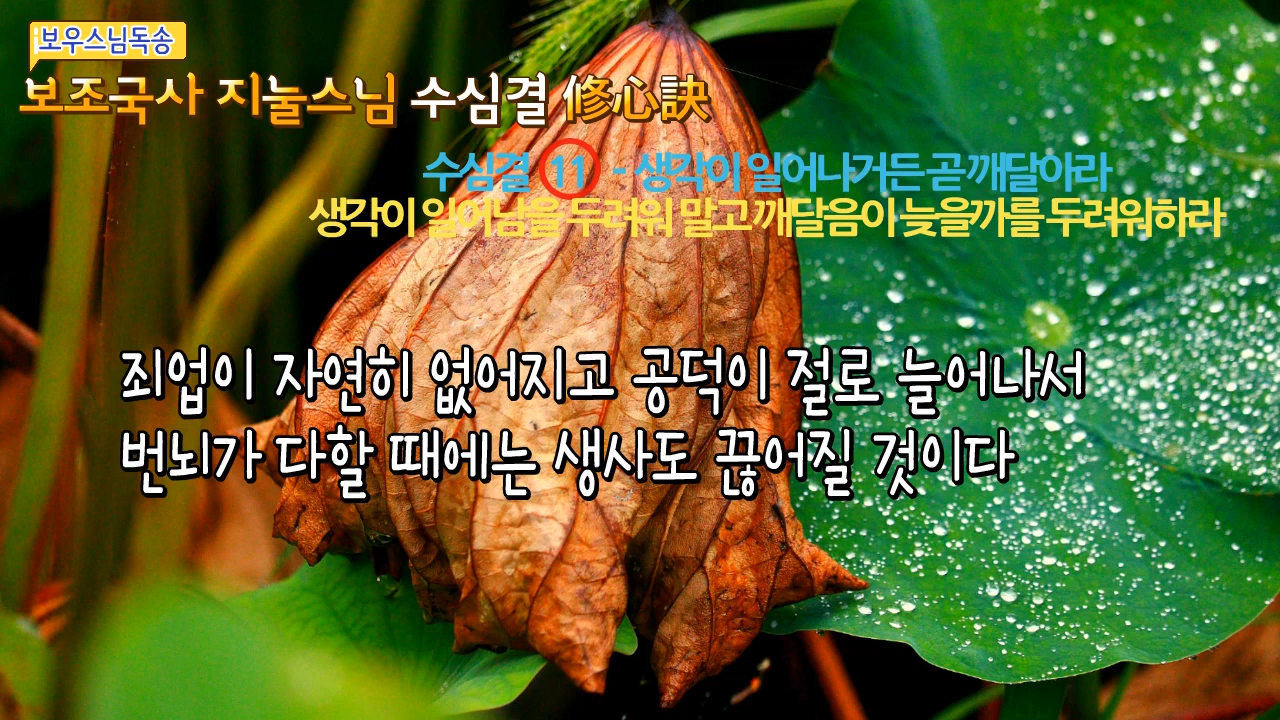 보우스님독송
보조국사 지눌스님 수심결 修心訣
수심결 11 - 생각이 일어나거든 곧 깨달아라
생각이 일어남을 두려워 말고 깨달음이 늦을까를 두려워하라
죄업이 자연히 없어지고 공덕이 절로 늘어나서
번뇌가 다할 때에는 생사도 끊어질 것이다